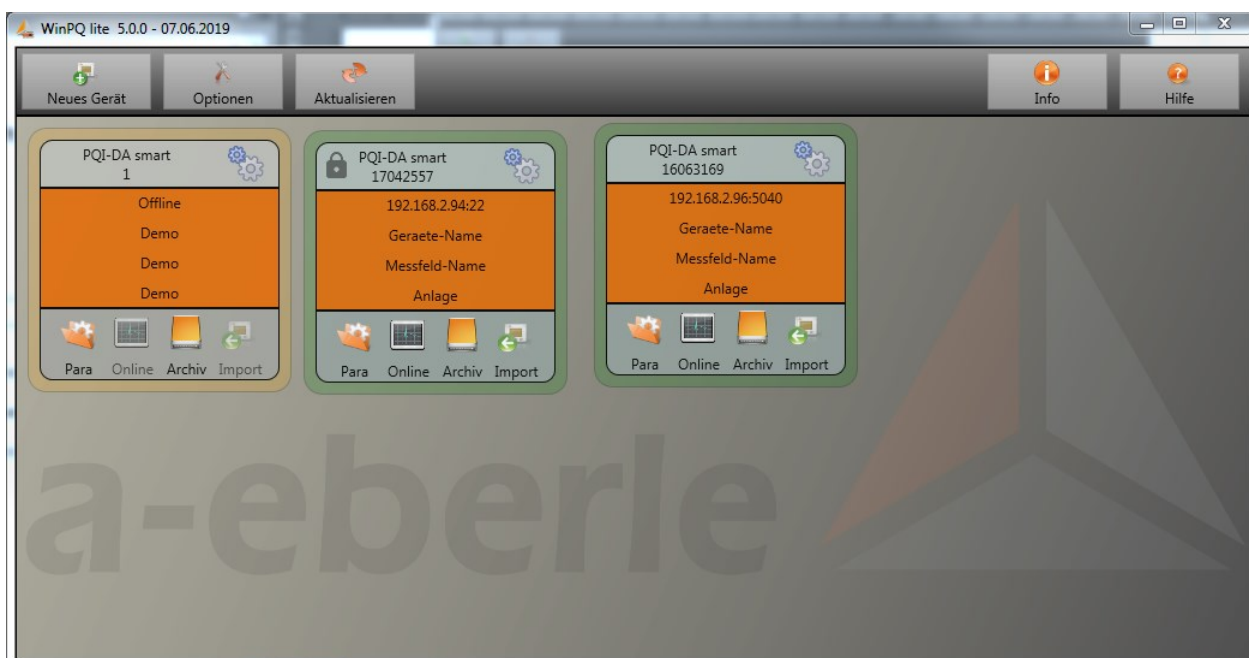 WinPQ lite 5.0.0 - 07.06.2019
Neues Gerät Optionen Aktualisieren Info Hilfe
PQI-DA smart
1
Offline
Demo
Demo
Demo
Para Online Archiv Import
PQI-DA smart
17042557
192.168.2.94:22
Geraete-Name
Messfeld-Name
Anlage
Para Online Archiv Import
PQI-DA smart
16063169
192.168.2.96:5040
Geraete-Name
Messfeld-Name
Anlage
Para Online Archiv Import
a-eberle